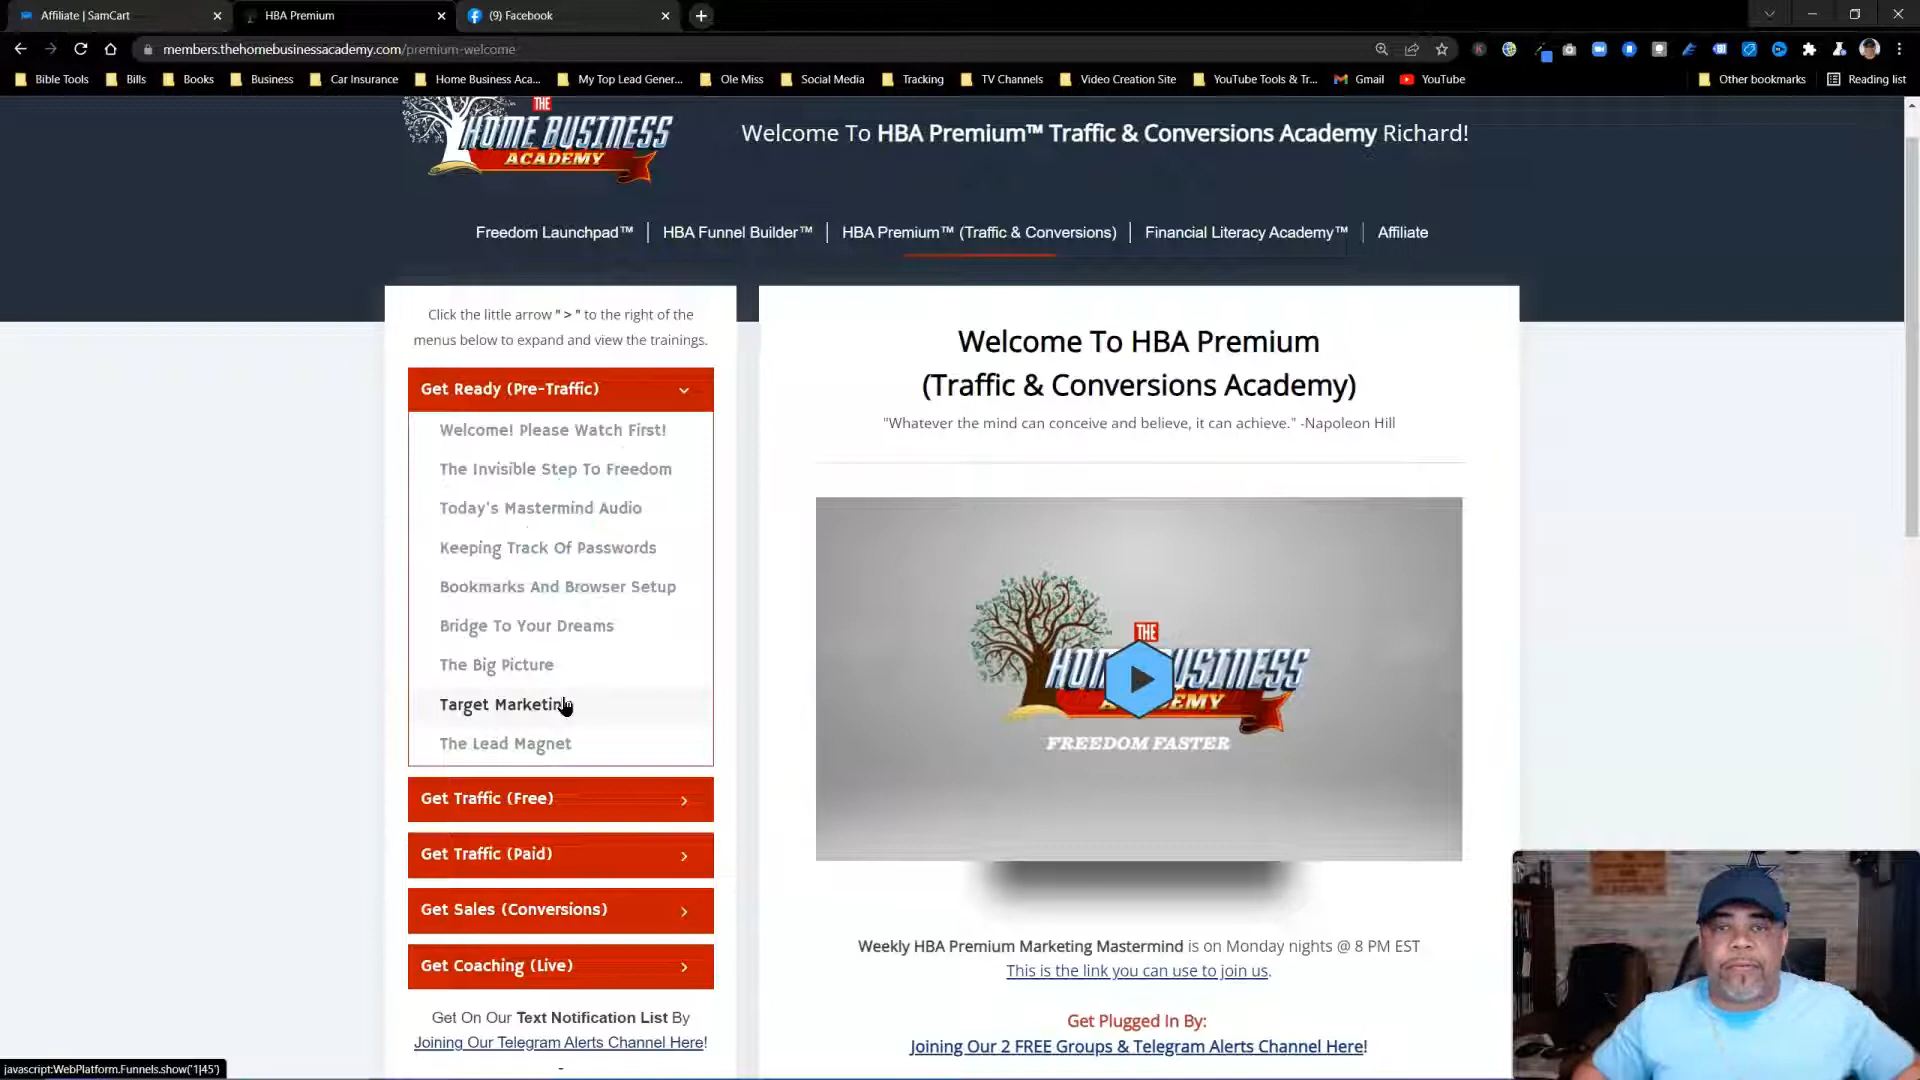 Affiliate | SamCart
HBA Premium
(9) Facebook
members.thehomebusinessacademy.com/premium-welcome
Bible Tools
Bills
Books
Business
Car Insurance
Home Business Aca...
My Top Lead Gener...
Ole Miss
Social Media
Tracking
TV Channels
Video Creation Site
YouTube Tools & Tr...
Gmail
YouTube
Other bookmarks
Reading list
THE
HOME BUSINESS
ACADEMY
Welcome To HBA Premium™ Traffic & Conversions Academy Richard!
Freedom Launchpad™
HBA Funnel Builder™
HBA Premium™ (Traffic & Conversions)
Financial Literacy Academy™
Affiliate
Click the little arrow " > " to the right of the
menus below to expand and view the trainings.
Get Ready (Pre-Traffic)
Welcome! Please Watch First!
The Invisible Step To Freedom
Today's Mastermind Audio
Keeping Track Of Passwords
Bookmarks And Browser Setup
Bridge To Your Dreams
The Big Picture
Target Marketing
The Lead Magnet
Get Traffic (Free)
Get Traffic (Paid)
Get Sales (Conversions)
Get Coaching (Live)
Get On Our Text Notification List By
Joining Our Telegram Alerts Channel Here!
-
Welcome To HBA Premium
(Traffic & Conversions Academy)
"Whatever the mind can conceive and believe, it can achieve." -Napoleon Hill
THE
HOME BUSINESS
ACADEMY
FREEDOM FASTER
Weekly HBA Premium Marketing Mastermind is on Monday nights @ 8 PM EST
This is the link you can use to join us.
Get Plugged In By:
Joining Our 2 FREE Groups & Telegram Alerts Channel Here!
javascript:WebPlatform.Funnels.show('1|45')